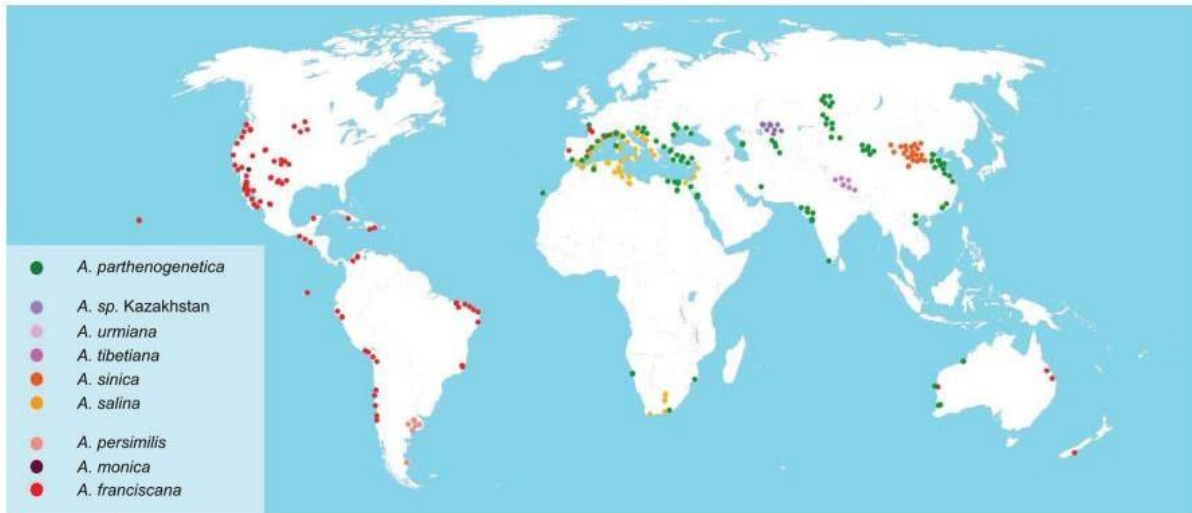 A. parthenogenetica
A. sp. Kazakhstan
A. urmiana
A. tibetiana
A. sinica
A. salina
A. persimilis
A. monica
A. franciscana